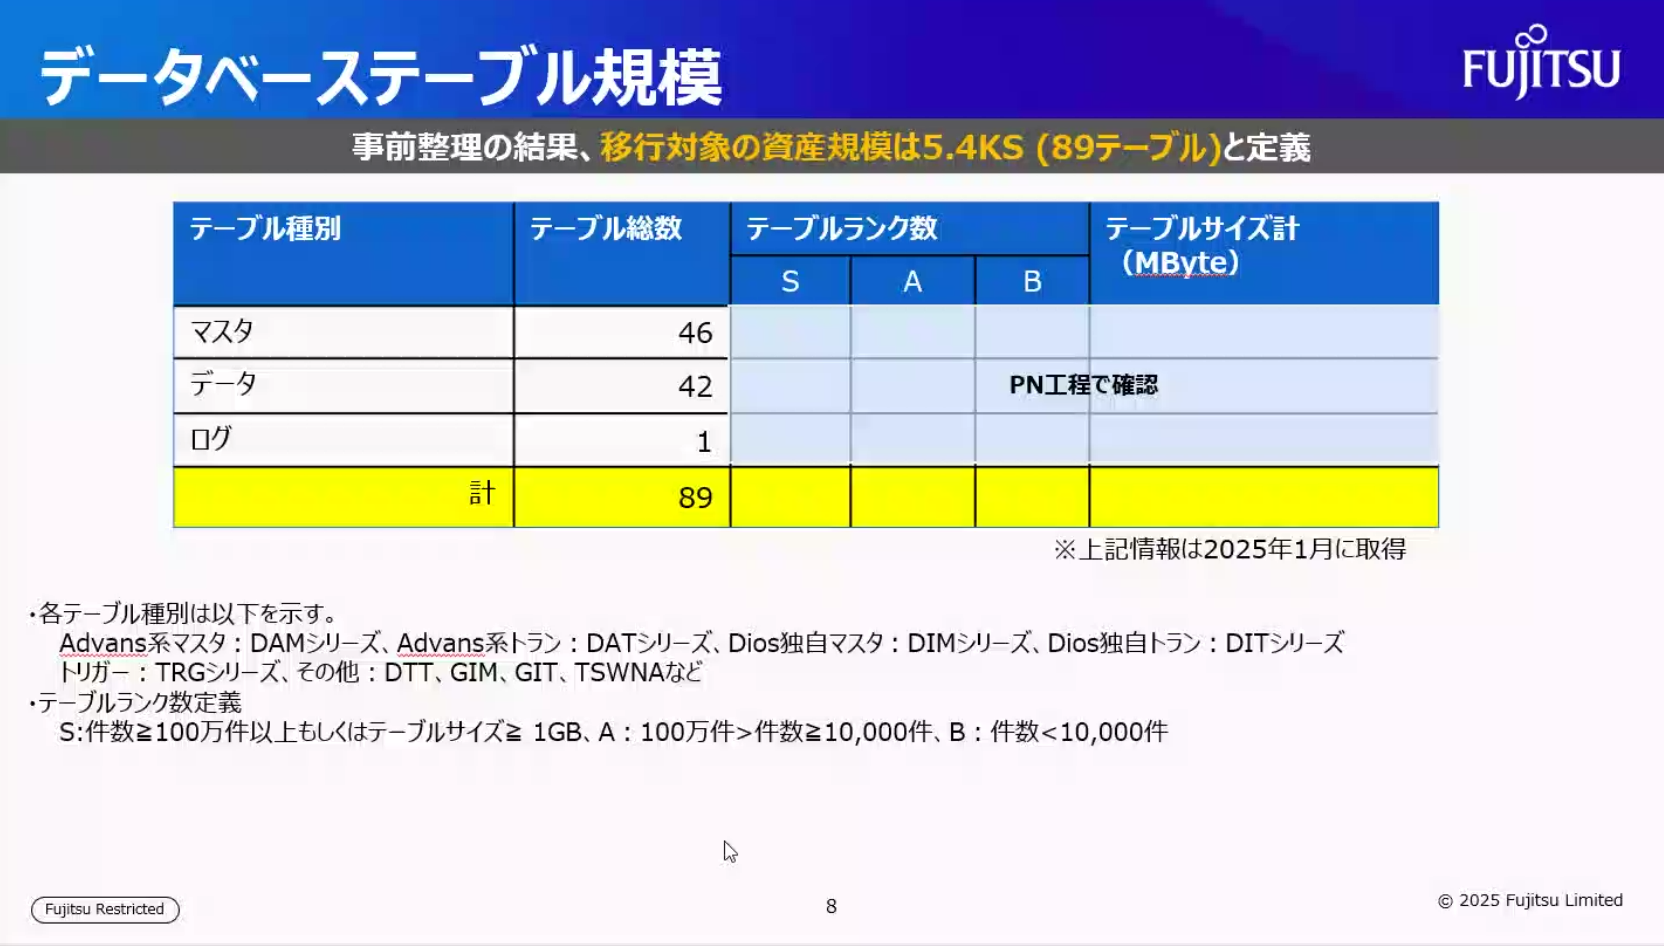 データベーステーブル規模
FUJITSU
事前整理の結果、移行対象の資産規模は5.4KS (89テーブル)と定義
テーブル種別 テーブル総数 テーブルランク数 テーブルサイズ計
（MByte）
S A B
マスタ 46
データ 42 PN工程で確認
ログ 1
計 89
※上記情報は2025年1月に取得
・各テーブル種別は以下を示す。
Advans系マスタ：DAMシリーズ、Advans系トラン：DATシリーズ、Dios独自マスタ：DIMシリーズ、Dios独自トラン：DITシリーズ
トリガー：TRGシリーズ、その他：DTT、GIM、GIT、TSWNAなど
・テーブルランク数定義
S:件数≧100万件以上もしくはテーブルサイズ≧ 1GB、A：100万件>件数≧10,000件、B：件数<10,000件
Fujitsu Restricted
8
© 2025 Fujitsu Limited